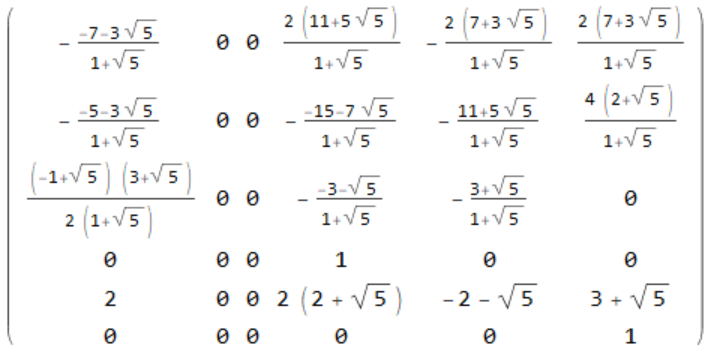 - (-7-3√5)/(1+√5) 0 0 2 (11+5√5)/(1+√5) - 2 (7+3√5)/(1+√5) 2 (7+3√5)/(1+√5)
- (-5-3√5)/(1+√5) 0 0 - (-15-7√5)/(1+√5) - (11+5√5)/(1+√5) 4 (2+√5)/(1+√5)
(-1+√5) (3+√5)/(2 (1+√5)) 0 0 - (-3-√5)/(1+√5) - (3+√5)/(1+√5) 0
0 0 0 1 0 0
2 0 0 2 (2 + √5) -2 - √5 3 + √5
0 0 0 0 0 1